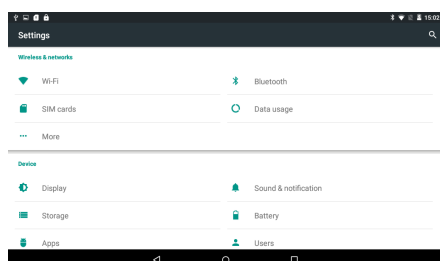 15:02
Settings
Wireless & networks
Wi-Fi
Bluetooth
SIM cards
Data usage
More
Device
Display
Sound & notification
Storage
Battery
Apps
Users